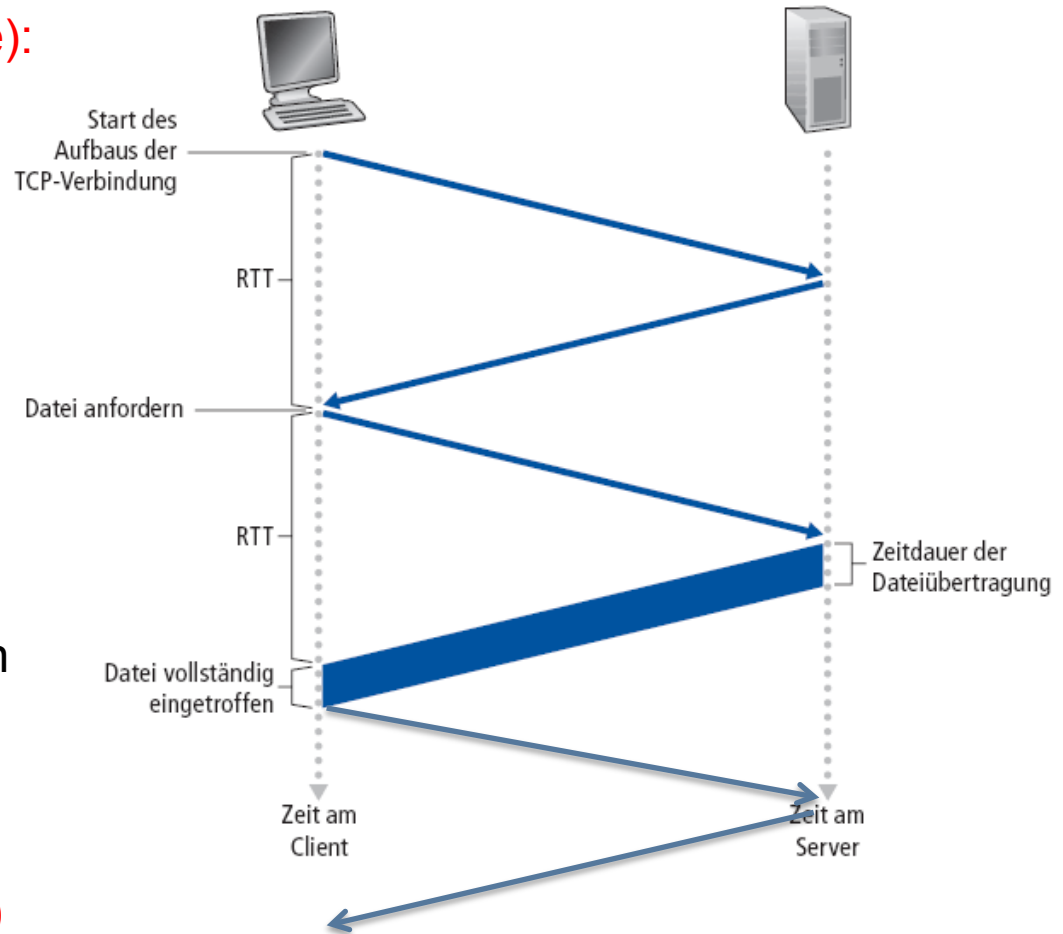 e):
Start des
Aufbaus der
TCP-Verbindung
RTT
Datei anfordern
RTT
Zeitdauer der
Dateiübertragung
n
Datei vollständig
eingetroffen
Zeit am
Client
Zeit am
Server
)